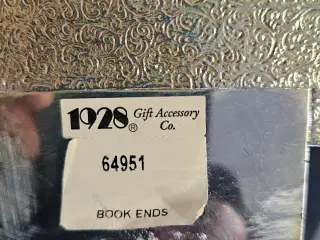 1928® Gift Accessory
Co.
64951
BOOK ENDS